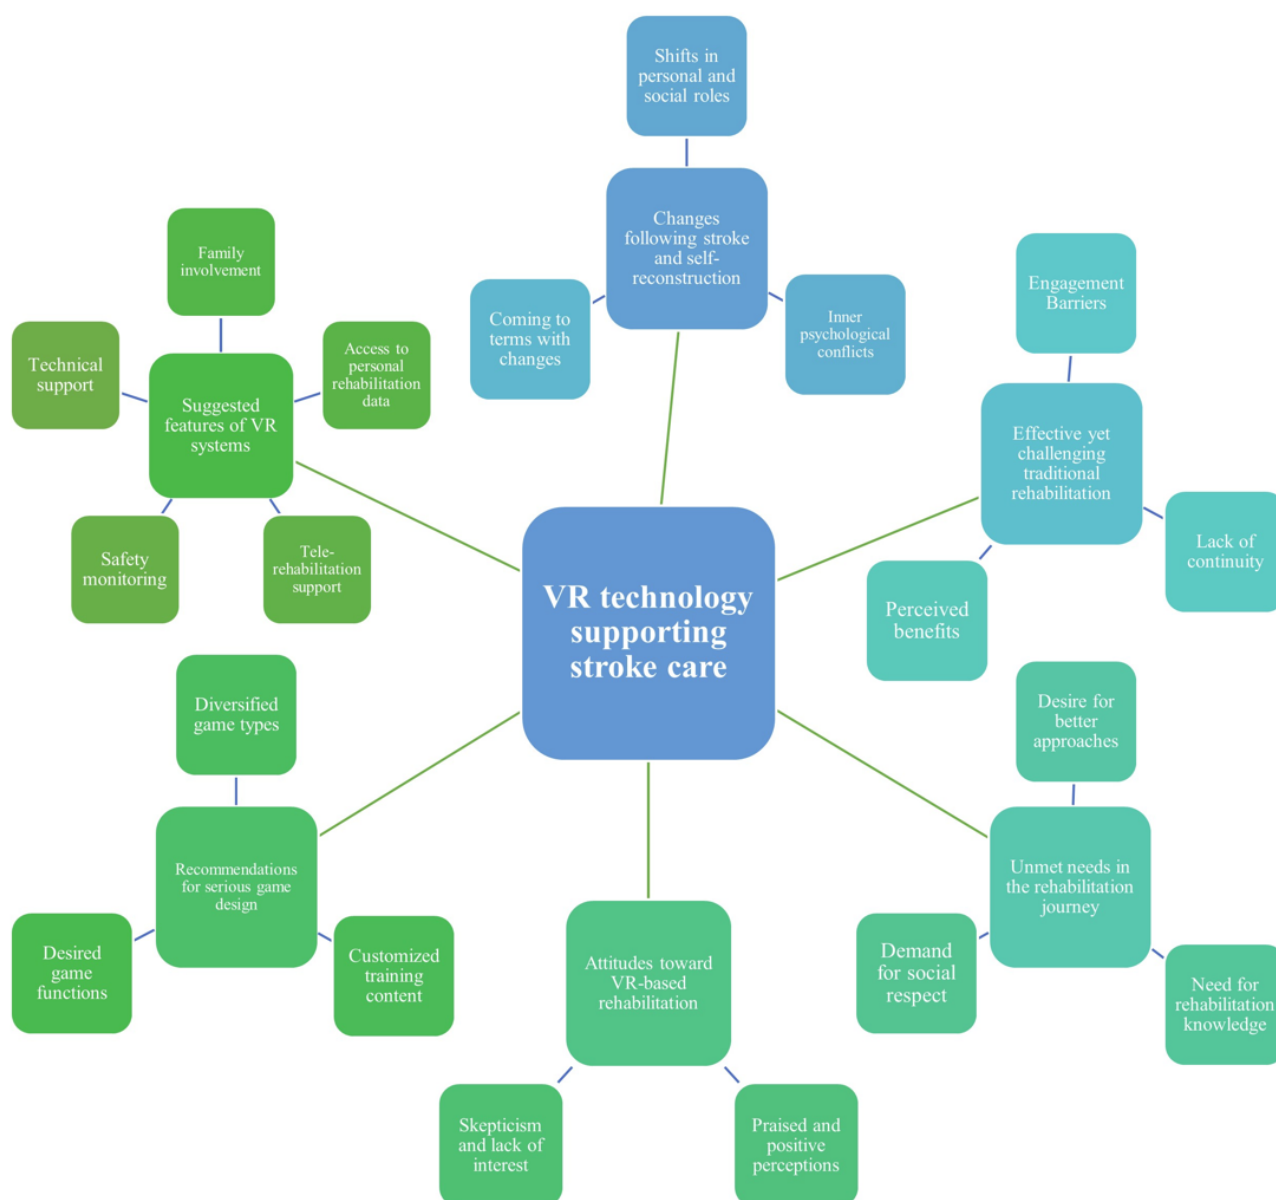 Shifts in
personal and
social roles
Changes
following stroke
and self-
reconstruction
Coming to
terms with
changes
Inner
psychological
conflicts
Family
involvement
Technical
support
Access to
personal
rehabilitation
data
Suggested
features of VR
systems
Safety
monitoring
Tele-
rehabilitation
support
Engagement
Barriers
Effective yet
challenging
traditional
rehabilitation
Lack of
continuity
Perceived
benefits
VR technology
supporting
stroke care
Diversified
game types
Recommendations
for serious game
design
Desired
game
functions
Customized
training
content
Attitudes toward
VR-based
rehabilitation
Skepticism
and lack of
interest
Praised and
positive
perceptions
Desire for
better
approaches
Unmet needs in
the rehabilitation
journey
Demand
for social
respect
Need for
rehabilitation
knowledge